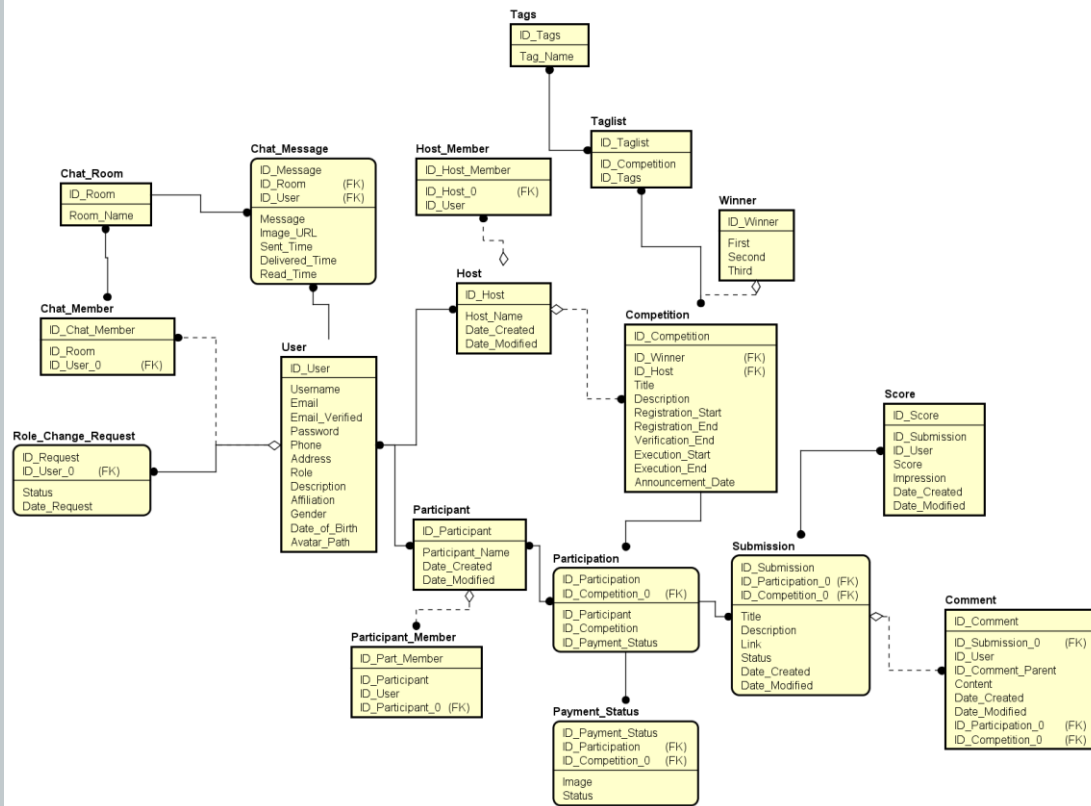 Tags
ID_Tags
Tag_Name
Taglist
ID_Taglist
ID_Competition
ID_Tags
Chat_Message
ID_Message
ID_Room (FK)
ID_User (FK)
Message
Image_URL
Sent_Time
Delivered_Time
Read_Time
Host_Member
ID_Host_Member
ID_Host_0 (FK)
ID_User
Chat_Room
ID_Room
Room_Name
Winner
ID_Winner
First
Second
Third
Host
ID_Host
Host_Name
Date_Created
Date_Modified
Chat_Member
ID_Chat_Member
ID_Room
ID_User_0 (FK)
Competition
ID_Competition
ID_Winner (FK)
ID_Host (FK)
Title
Description
Registration_Start
Registration_End
Verification_End
Execution_Start
Execution_End
Announcement_Date
User
ID_User
Username
Email
Email_Verified
Password
Phone
Address
Role
Description
Affiliation
Gender
Date_of_Birth
Avatar_Path
Score
ID_Score
ID_Submission
ID_User
Score
Impression
Date_Created
Date_Modified
Role_Change_Request
ID_Request
ID_User_0 (FK)
Status
Date_Request
Participant
ID_Participant
Participant_Name
Date_Created
Date_Modified
Participation
ID_Participation
ID_Competition_0 (FK)
ID_Participant
ID_Competition
ID_Payment_Status
Submission
ID_Submission
ID_Participation_0 (FK)
ID_Competition_0 (FK)
Title
Description
Link
Status
Date_Created
Date_Modified
Comment
ID_Comment
ID_Submission_0 (FK)
ID_User
ID_Comment_Parent
Content
Date_Created
Date_Modified
ID_Participation_0 (FK)
ID_Competition_0 (FK)
Participant_Member
ID_Part_Member
ID_Participant
ID_User
ID_Participant_0 (FK)
Payment_Status
ID_Payment_Status
ID_Participation (FK)
ID_Competition_0 (FK)
Image
Status